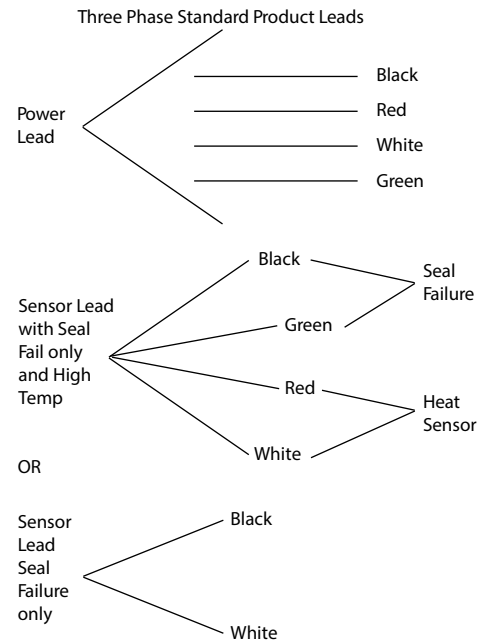 Three Phase Standard Product Leads
Power
Lead
Black
Red
White
Green
Sensor Lead
with Seal
Fail only
and High
Temp
Black
Green
Red
White
Seal
Failure
Heat
Sensor
OR
Sensor
Lead
Seal
Failure
only
Black
White